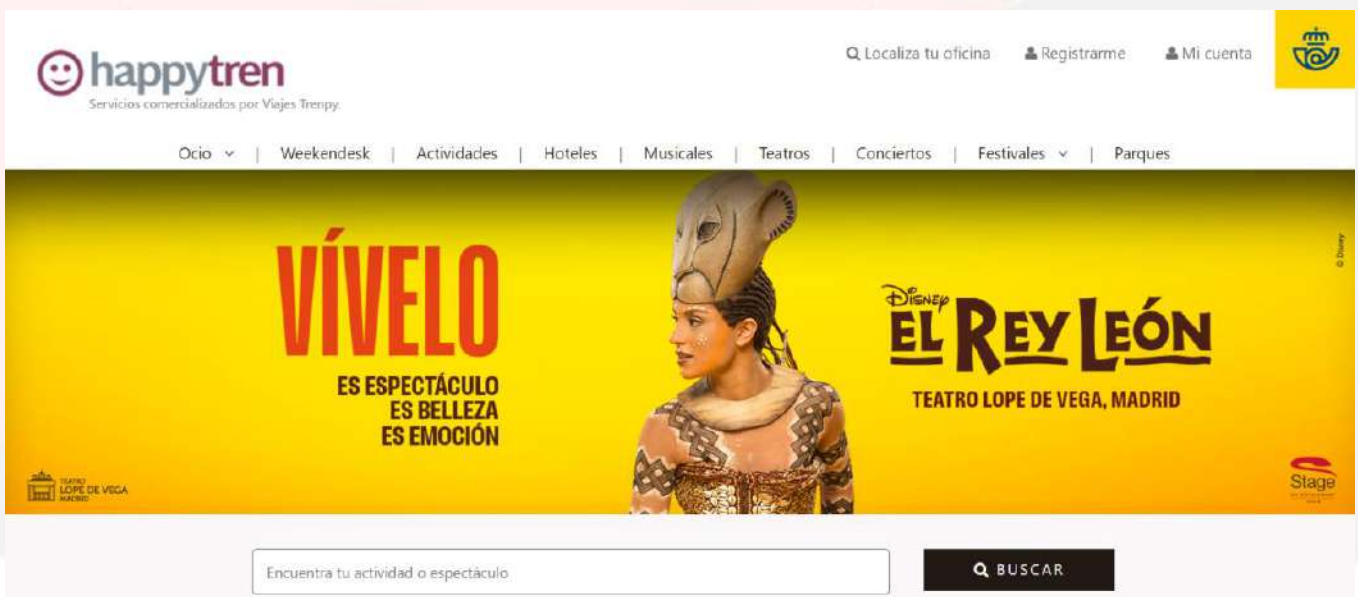 Localiza tu oficina
Registrarme
Mi cuenta
happytren
Servicios comercializados por Viajes Trenpy.
Ocio | Weekendesk | Actividades | Hoteles | Musicales | Teatros | Conciertos | Festivales | Parques
VÍVELO
ES ESPECTÁCULO
ES BELLEZA
ES EMOCIÓN
DISNEY
EL REY LEÓN
TEATRO LOPE DE VEGA, MADRID
© Disney
TEATRO
LOPE DE VEGA
MADRID
Stage
Encuentra tu actividad o espectáculo
BUSCAR